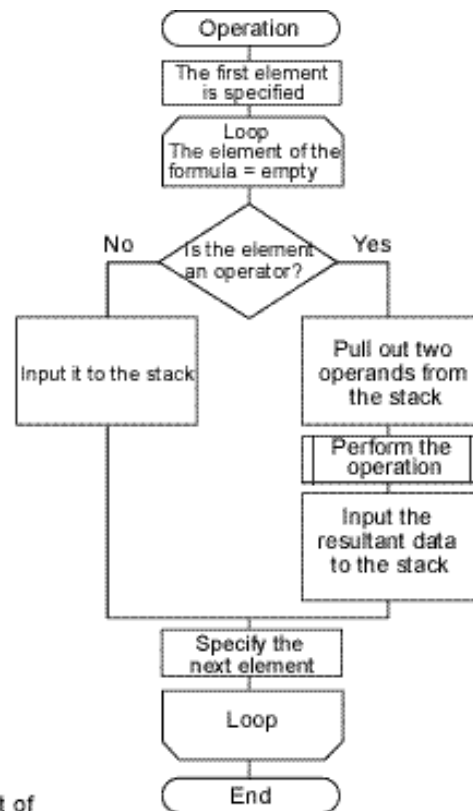 Operation
The first element
is specified
Loop
The element of the
formula = empty
No
Is the element
an operator?
Yes
Input it to the stack
Pull out two
operands from
the stack
Perform the
operation
Input the
resultant data
to the stack
Specify the
next element
Loop
End
t of